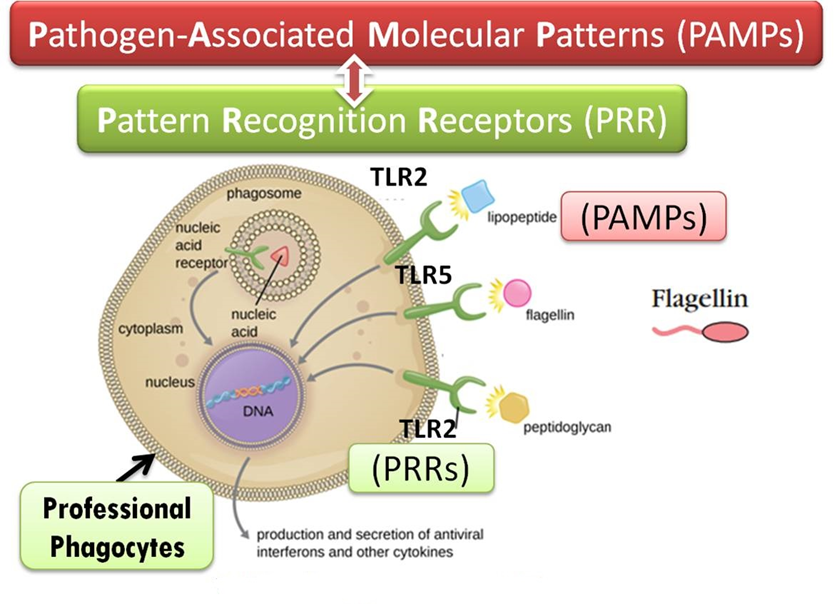 Pathogen-Associated Molecular Patterns (PAMPs)
Pattern Recognition Receptors (PRR)
TLR2
phagosome
lipopeptide
(PAMPs)
nucleic
acid
receptor
TLR5
Flagellin
nucleic
acid
flagellin
cytoplasm
nucleus
DNA
TLR2
peptidoglycan
(PRRs)
Professional
Phagocytes
production and secretion of antiviral
interferons and other cytokines